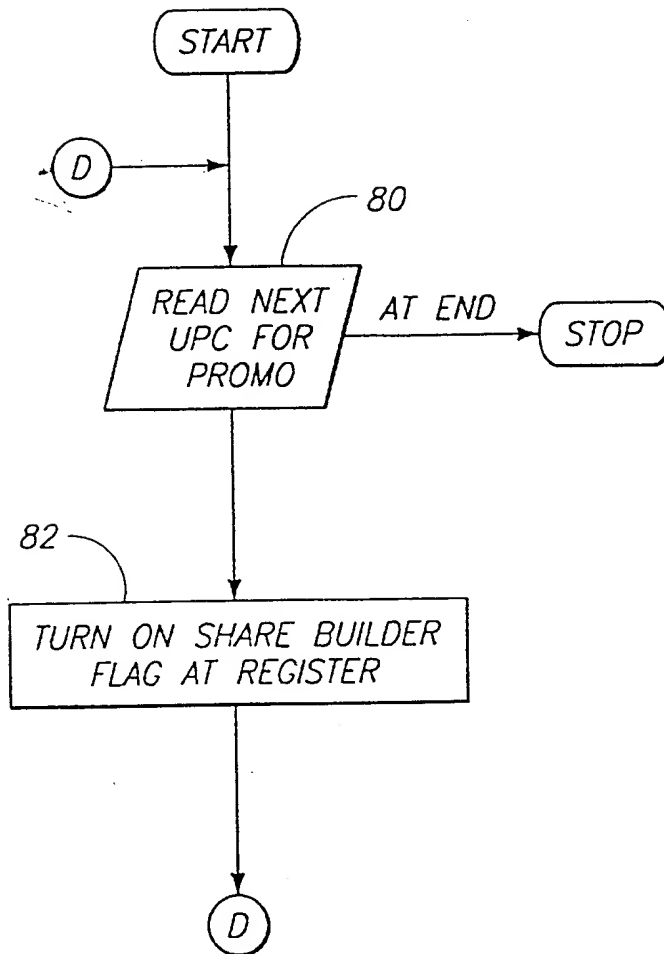 START
D
80
READ NEXT
UPC FOR
PROMO
AT END
STOP
82
TURN ON SHARE BUILDER
FLAG AT REGISTER
D